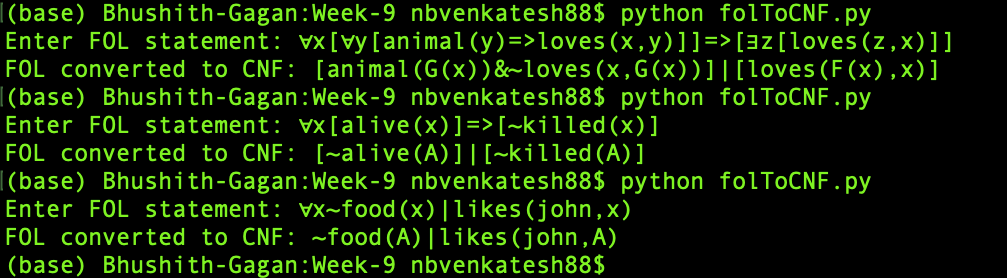 (base) Bhushith-Gagan:Week-9 nbvenkatesh88$ python folToCNF.py
Enter FOL statement: ∀x[∀y[animal(y)=>loves(x,y)]]=>[∃z[loves(z,x)]]
FOL converted to CNF: [animal(G(x))&~loves(x,G(x))]|[loves(F(x),x)]
(base) Bhushith-Gagan:Week-9 nbvenkatesh88$ python folToCNF.py
Enter FOL statement: ∀x[alive(x)]=>[~killed(x)]
FOL converted to CNF: [~alive(A)]|[~killed(A)]
(base) Bhushith-Gagan:Week-9 nbvenkatesh88$ python folToCNF.py
Enter FOL statement: ∀x~food(x)|likes(john,x)
FOL converted to CNF: ~food(A)|likes(john,A)
(base) Bhushith-Gagan:Week-9 nbvenkatesh88$